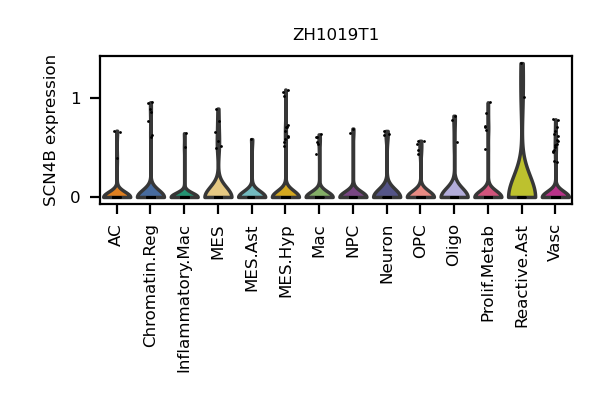 ZH1019T1
SCN4B expression
1
0
AC
Chromatin.Reg
Inflammatory.Mac
MES
MES.Ast
MES.Hyp
Mac
NPC
Neuron
OPC
Oligo
Prolif.Metab
Reactive.Ast
Vasc